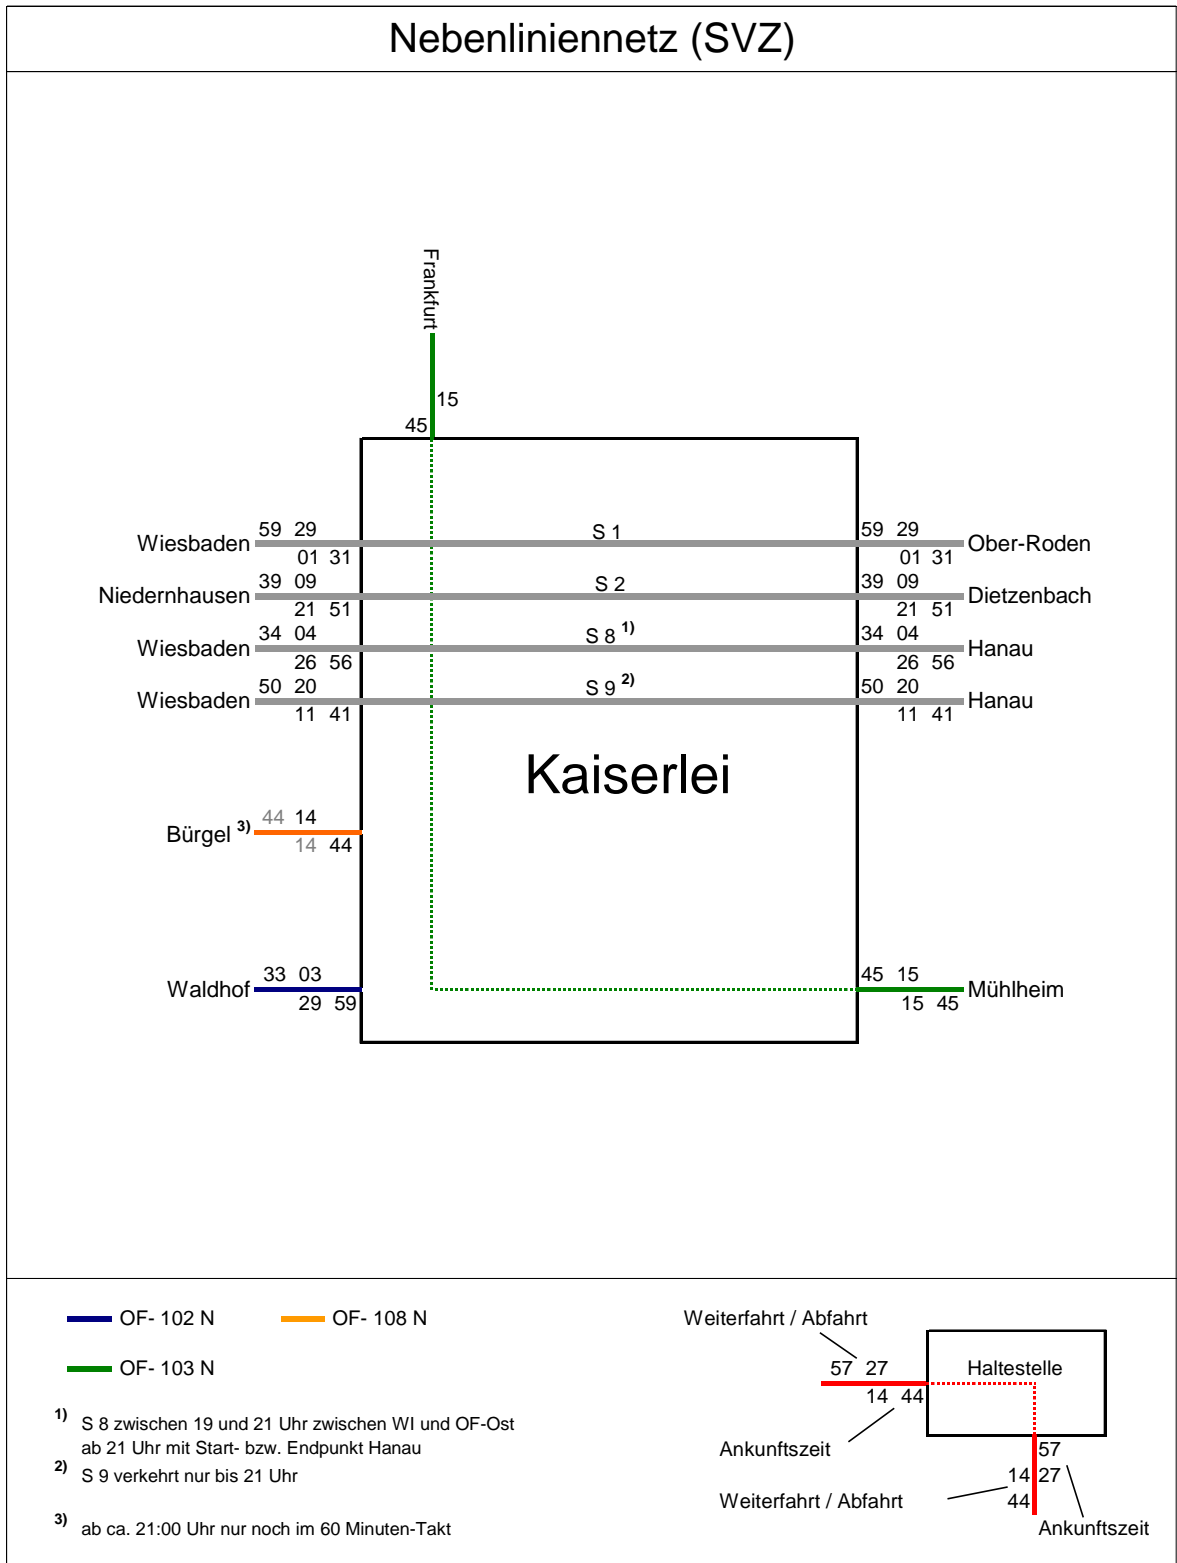 Nebenliniennetz (SVZ)
Frankfurt
15
45
59 29
S 1
59 29
Wiesbaden
Ober-Roden
01 31
01 31
39 09
S 2
39 09
Niedernhausen
Dietzenbach
21 51
21 51
34 04
S 8 1)
34 04
Wiesbaden
Hanau
26 56
26 56
50 20
S 9 2)
50 20
Wiesbaden
Hanau
11 41
11 41
Kaiserlei
44 14
Bürgel 3)
14 44
33 03
Waldhof
29 59
45 15
Mühlheim
15 45
OF- 102 N
OF- 108 N
OF- 103 N
1) S 8 zwischen 19 und 21 Uhr zwischen WI und OF-Ost
ab 21 Uhr mit Start- bzw. Endpunkt Hanau
2) S 9 verkehrt nur bis 21 Uhr
3) ab ca. 21:00 Uhr nur noch im 60 Minuten-Takt
Weiterfahrt / Abfahrt
57 27
Haltestelle
14 44
Ankunftszeit
57
14 27
Weiterfahrt / Abfahrt
44
Ankunftszeit